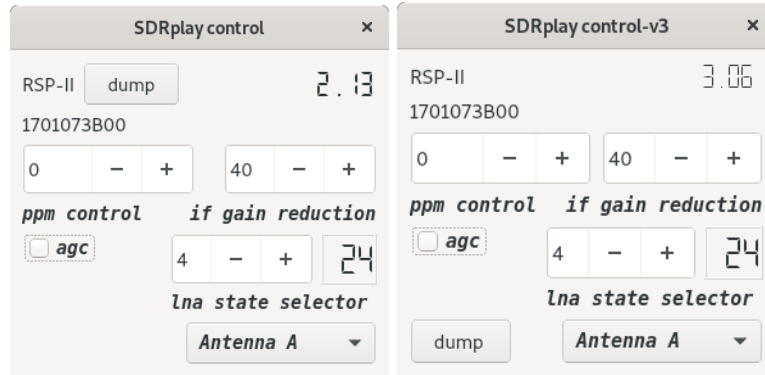 SDRplay control ×
RSP-II dump 2.13
1701073B00
0 − + 40 − +
ppm control if gain reduction
agc 4 − + 24
lna state selector
Antenna A
SDRplay control-v3 ×
RSP-II 3.06
1701073B00
0 − + 40 − +
ppm control if gain reduction
agc 4 − + 24
lna state selector
dump Antenna A